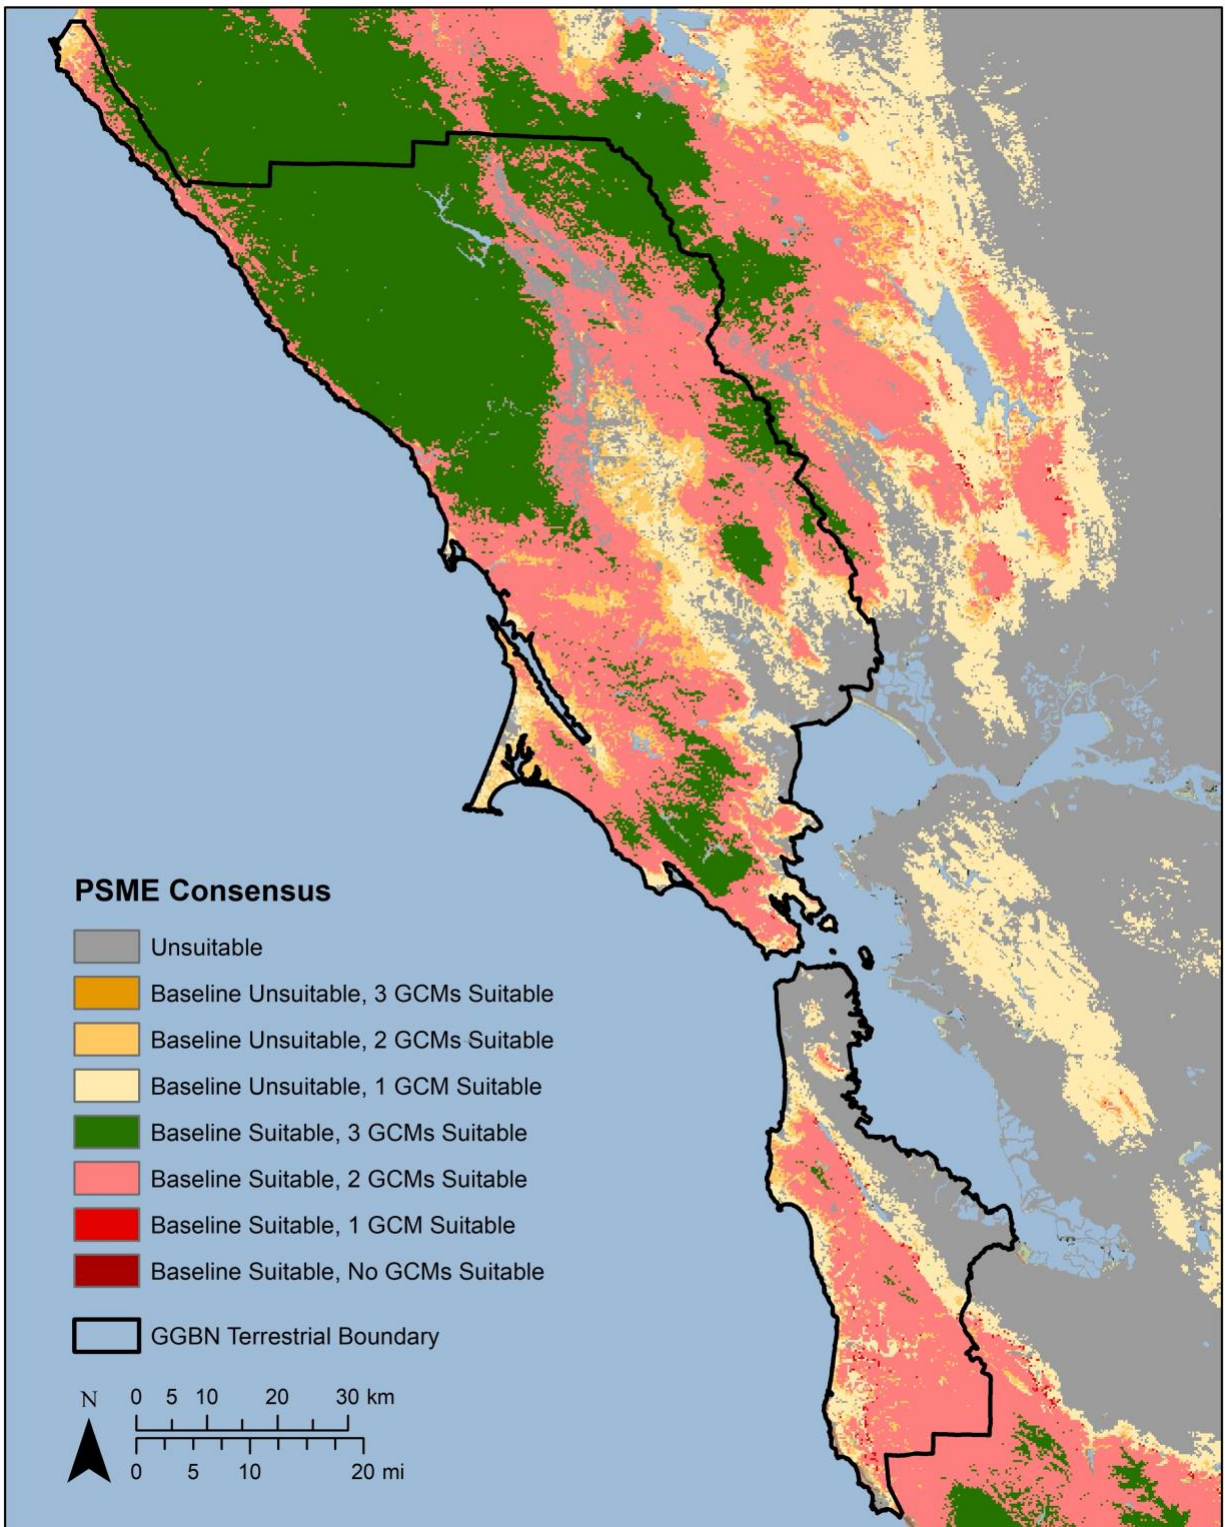 PSME Consensus
Unsuitable
Baseline Unsuitable, 3 GCMs Suitable
Baseline Unsuitable, 2 GCMs Suitable
Baseline Unsuitable, 1 GCM Suitable
Baseline Suitable, 3 GCMs Suitable
Baseline Suitable, 2 GCMs Suitable
Baseline Suitable, 1 GCM Suitable
Baseline Suitable, No GCMs Suitable
GGBN Terrestrial Boundary
N 0 5 10 20 30 km
0 5 10 20 mi